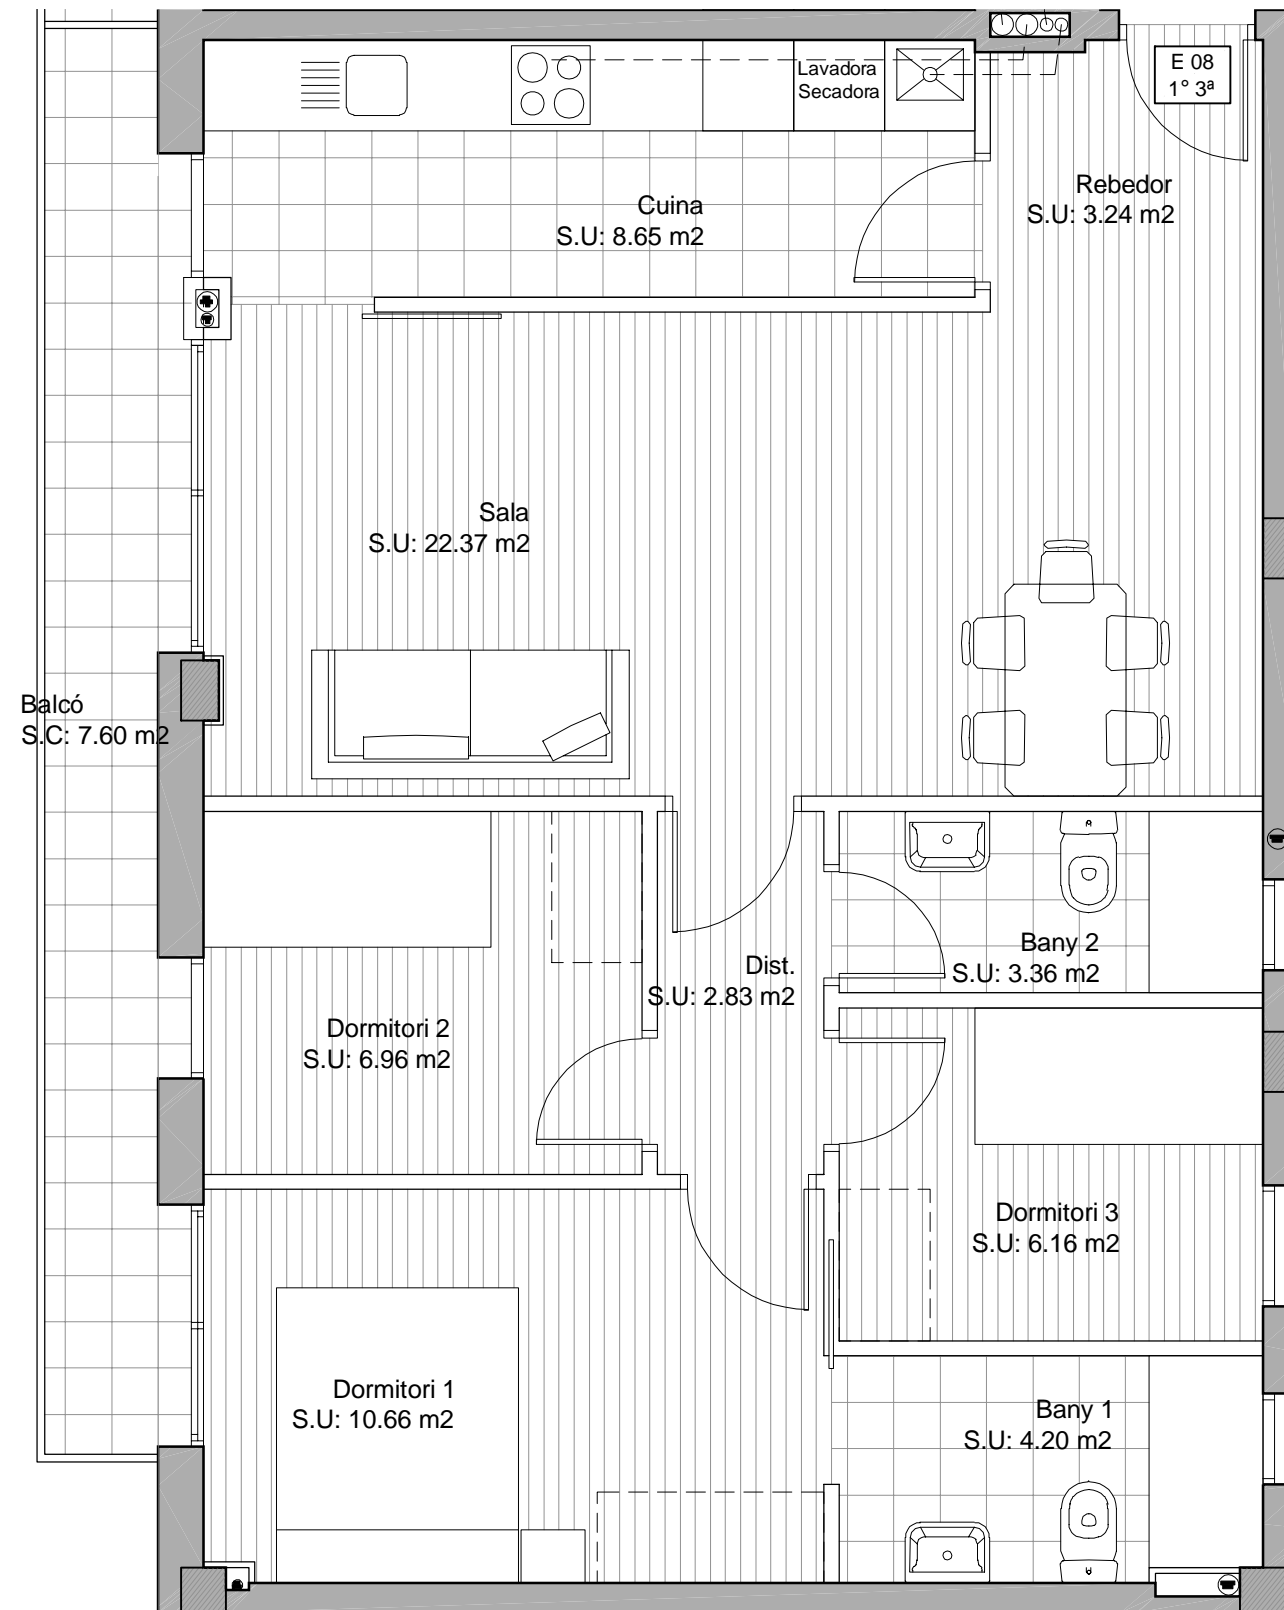 E 08
1° 3ª
Lavadora
Secadora
Rebedor
S.U: 3.24 m2
Cuina
S.U: 8.65 m2
Sala
S.U: 22.37 m2
Balcó
S.C: 7.60 m2
Bany 2
S.U: 3.36 m2
Dist.
S.U: 2.83 m2
Dormitori 2
S.U: 6.96 m2
Dormitori 3
S.U: 6.16 m2
Dormitori 1
S.U: 10.66 m2
Bany 1
S.U: 4.20 m2